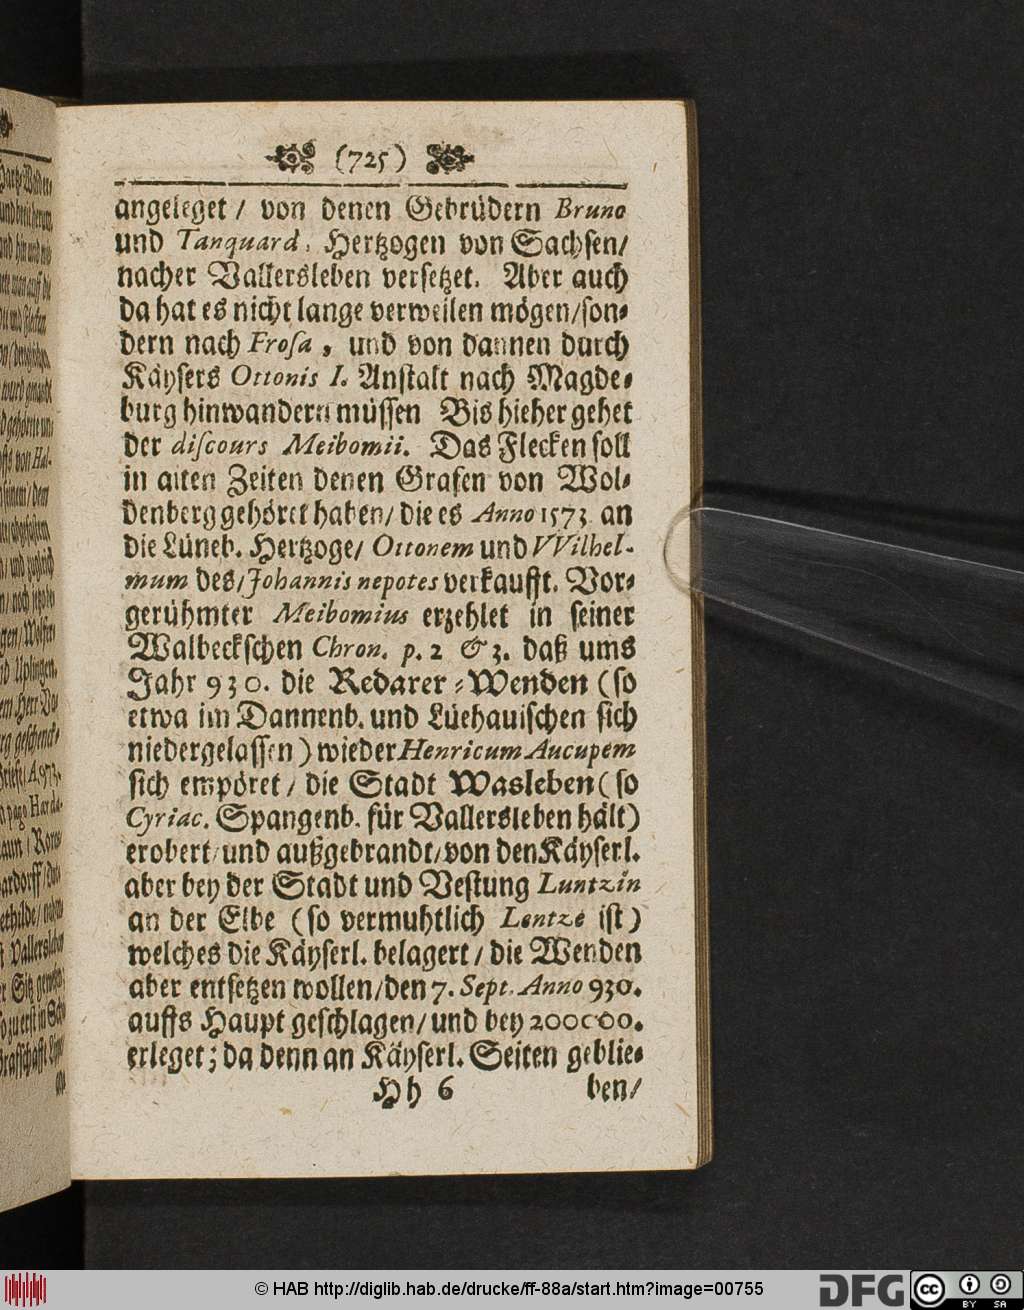 (725)
angeleget / von denen Gebrüdern Bruno
und Tanquard, Hertzogen von Sachsen/
nacher Vallersleben versetzet. Aber auch
da hat es nicht lange verweilen mögen/son-
dern nach Frosa, und von dannen durch
Käysers Ottonis I. Anstalt nach Magde-
burg hinwandern müssen Bis hieher gehet
der discours Meibomii. Das Flecken soll
in alten Zeiten denen Grafen von Wol-
denberg gehöret haben/ die es Anno 1573 an
die Lüneb. Hertzoge/ Ottonem und VVilhel-
mum des/Johannis nepotes verkaufft. Vor-
gerühmter Meibomius erzehlet in seiner
Walbeckschen Chron. p. 2 & 3. daß ums
Jahr 930. die Redarer-Wenden (so
etwa im Dannenb. und Lüehauischen sich
niedergelassen) wieder Henricum Aucupem
sich empöret / die Stadt Wasleben (so
Cyriac. Spangenb. für Vallersleben hält)
erobert/ und außgebrandt/von den Käyserl.
aber bey der Stadt und Vestung Luntzin
an der Elbe (so vermuhtlich Lentze ist)
welches die Käyserl. belagert / die Wenden
aber entsetzen wollen/den 7. Sept. Anno 930.
auffs Haupt geschlagen/und bey 200000.
erleget; da denn an Käyserl. Seiten geblie-
Hh 6 ben/
© HAB http://diglib.hab.de/drucke/ff-88a/start.htm?image=00755
DFG
cc BY SA